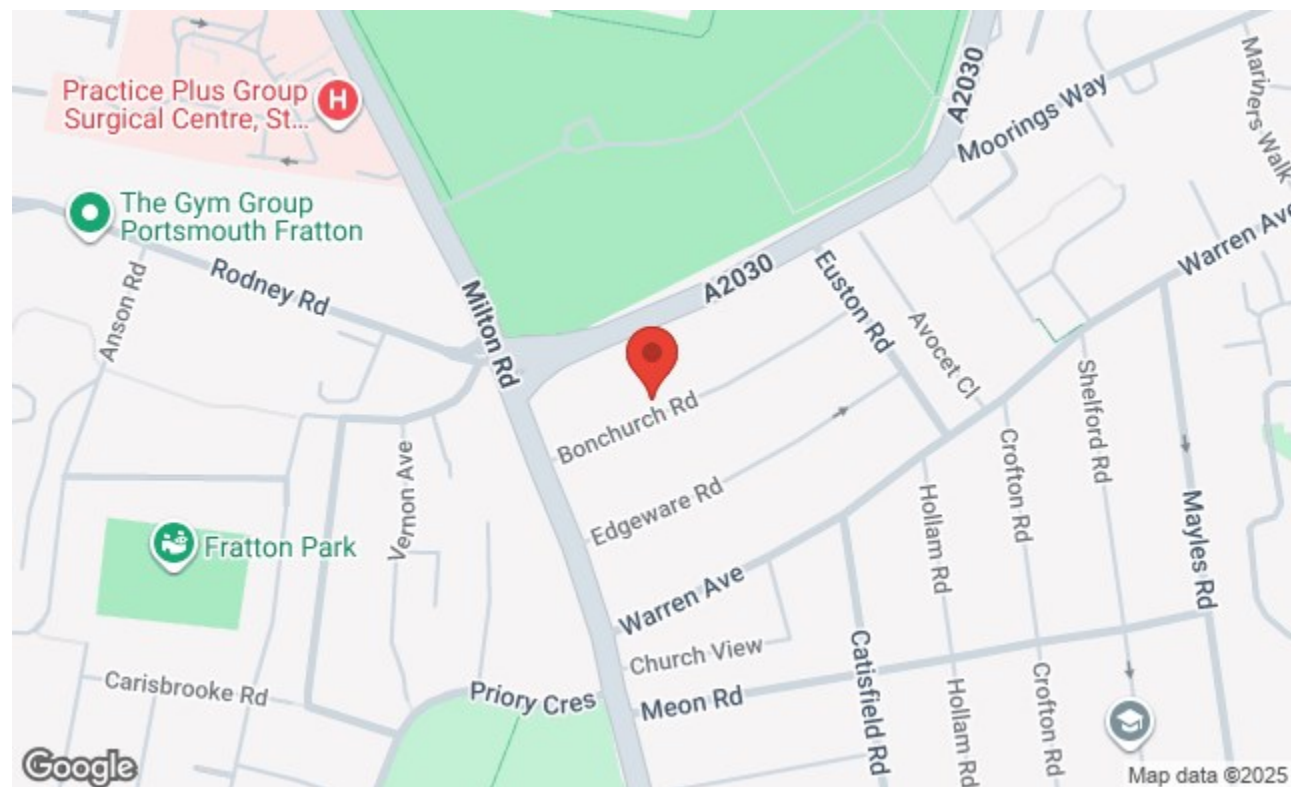 Practice Plus Group
Surgical Centre, St...
H
The Gym Group
Portsmouth Fratton
Anson Rd
Rodney Rd
Milton Rd
A2030
A2030
Moorings Way
Mariners Walk
Warren Ave
Euston Rd
Avocet Cl
Shelford Rd
Bonchurch Rd
Edgeware Rd
Vernon Ave
Fratton Park
Hollam Rd
Crofton Rd
Mayles Rd
Warren Ave
Church View
Catisfield Rd
Carisbrooke Rd
Priory Cres
Meon Rd
Hollam Rd
Crofton Rd
Google
Map data ©2025